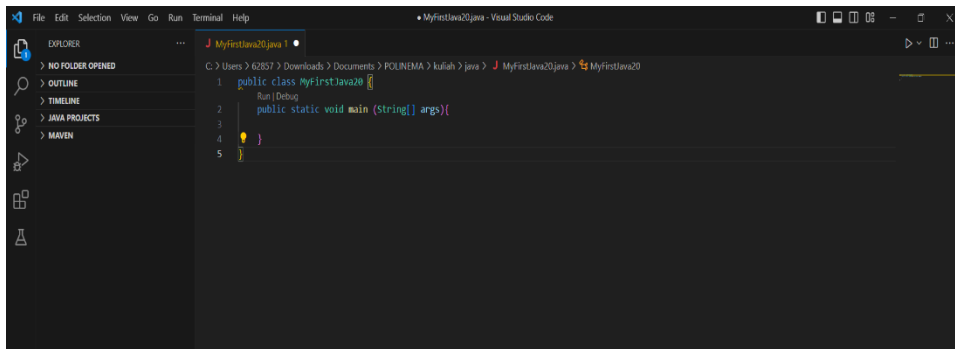 File Edit Selection View Go Run Terminal Help
● MyFirstJava20.java - Visual Studio Code
EXPLORER ...
> NO FOLDER OPENED
> OUTLINE
> TIMELINE
> JAVA PROJECTS
> MAVEN
J MyFirstJava20.java 1 ●
C: > Users > 62857 > Downloads > Documents > POLINEMA > kuliah > java > J MyFirstJava20.java > MyFirstJava20
1 public class MyFirstJava20 {
Run | Debug
2 public static void main (String[] args){
3
4 }
5 }